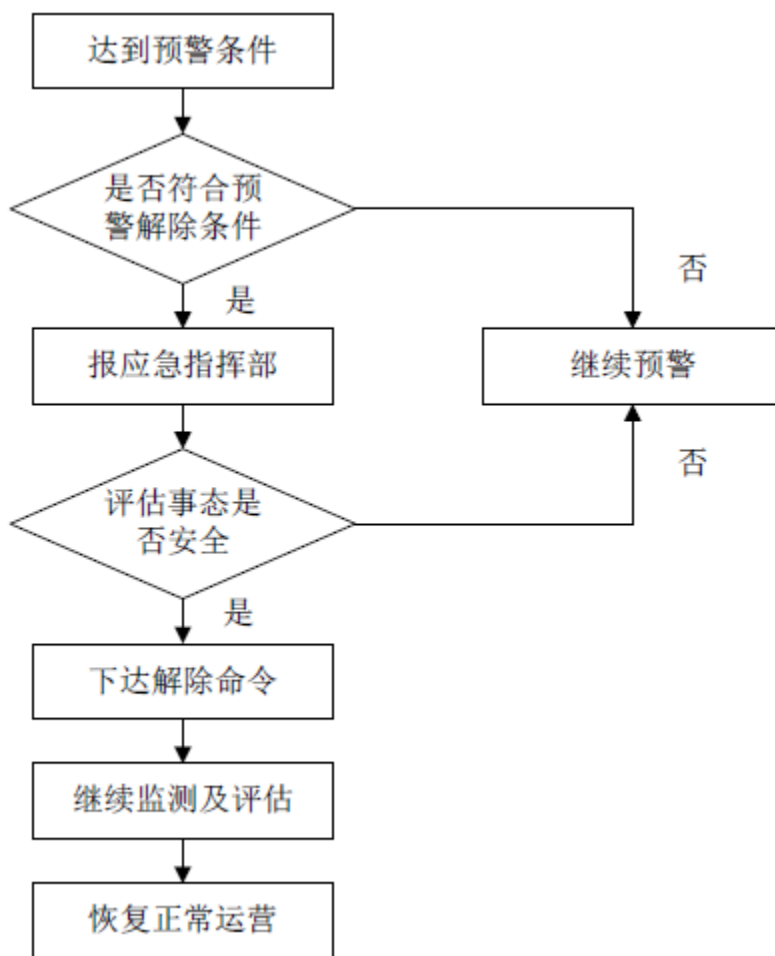 达到预警条件
是否符合预
警解除条件
否
是
报应急指挥部
继续预警
否
评估事态是
否安全
是
下达解除命令
继续监测及评估
恢复正常运营